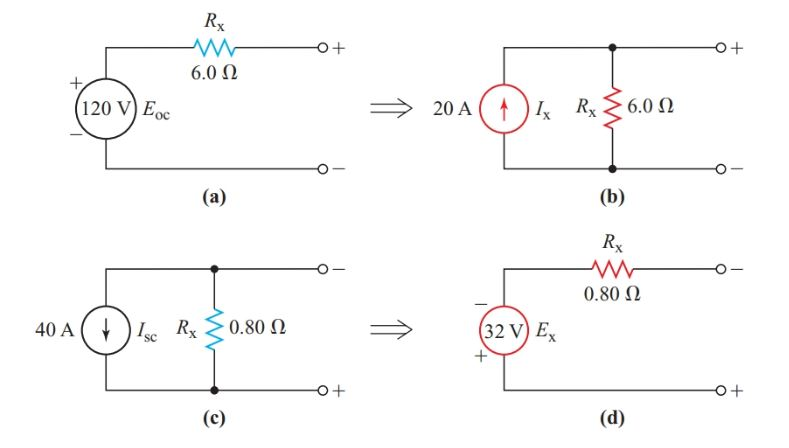 Rx
+
6.0 Ω
+
120 V Eoc
−
−
(a)
⇒
+
20 A Ix Rx 6.0 Ω
−
(b)
−
40 A Isc Rx 0.80 Ω
+
(c)
⇒
Rx
−
0.80 Ω
−
32 V Ex
+
+
(d)